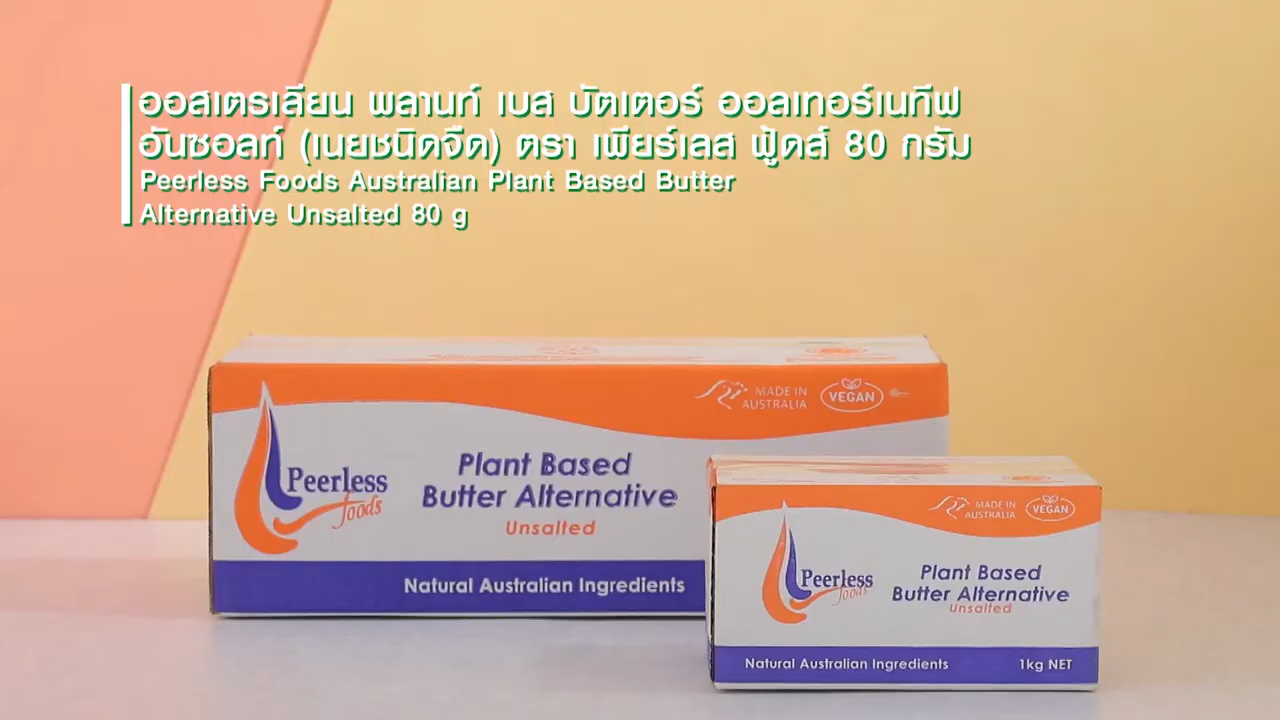 ออสเตรเลียน พลานท์ เบส บัตเตอร์ ออลเทอร์เนทีฟ
อันซอลท์ (เนยชนิดจืด) ตรา เพียร์เลส ฟู้ดส์ 80 กรัม
Peerless Foods Australian Plant Based Butter
Alternative Unsalted 80 g
MADE IN
AUSTRALIA
VEGAN
Peerless
foods
Plant Based
Butter Alternative
Unsalted
Natural Australian Ingredients
MADE IN
AUSTRALIA
VEGAN
Peerless
foods
Plant Based
Butter Alternative
Unsalted
Natural Australian Ingredients 1kg NET